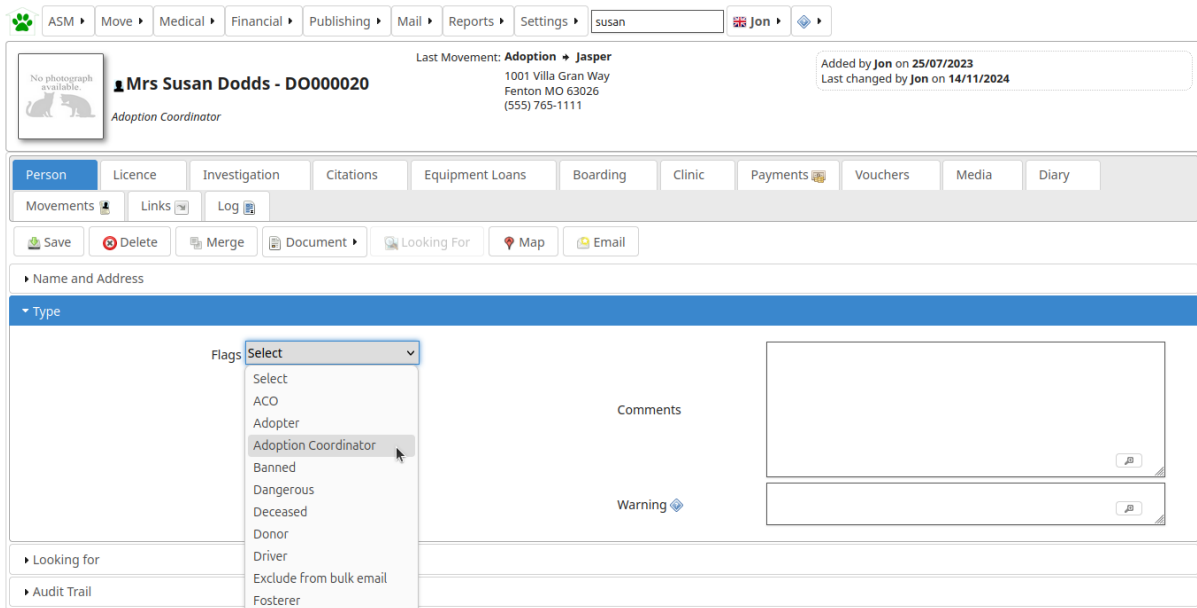 ASM Move Medical Financial Publishing Mail Reports Settings susan Jon
No photograph
available.
Mrs Susan Dodds - DO000020
Adoption Coordinator
Last Movement: Adoption → Jasper
1001 Villa Gran Way
Fenton MO 63026
(555) 765-1111
Added by Jon on 25/07/2023
Last changed by Jon on 14/11/2024
Person Licence Investigation Citations Equipment Loans Boarding Clinic Payments Vouchers Media Diary
Movements Links Log
Save Delete Merge Document Looking For Map Email
Name and Address
Type
Flags Select
Select
ACO
Adopter
Adoption Coordinator
Banned
Dangerous
Deceased
Donor
Driver
Exclude from bulk email
Fosterer
Comments
Warning
Looking for
Audit Trail